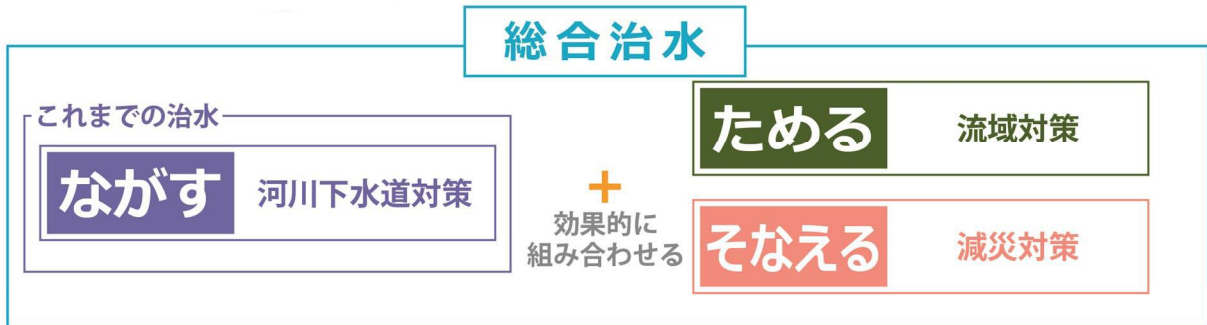 総合治水
これまでの治水
ながす 河川下水道対策
＋
効果的に
組み合わせる
ためる 流域対策
そなえる 減災対策